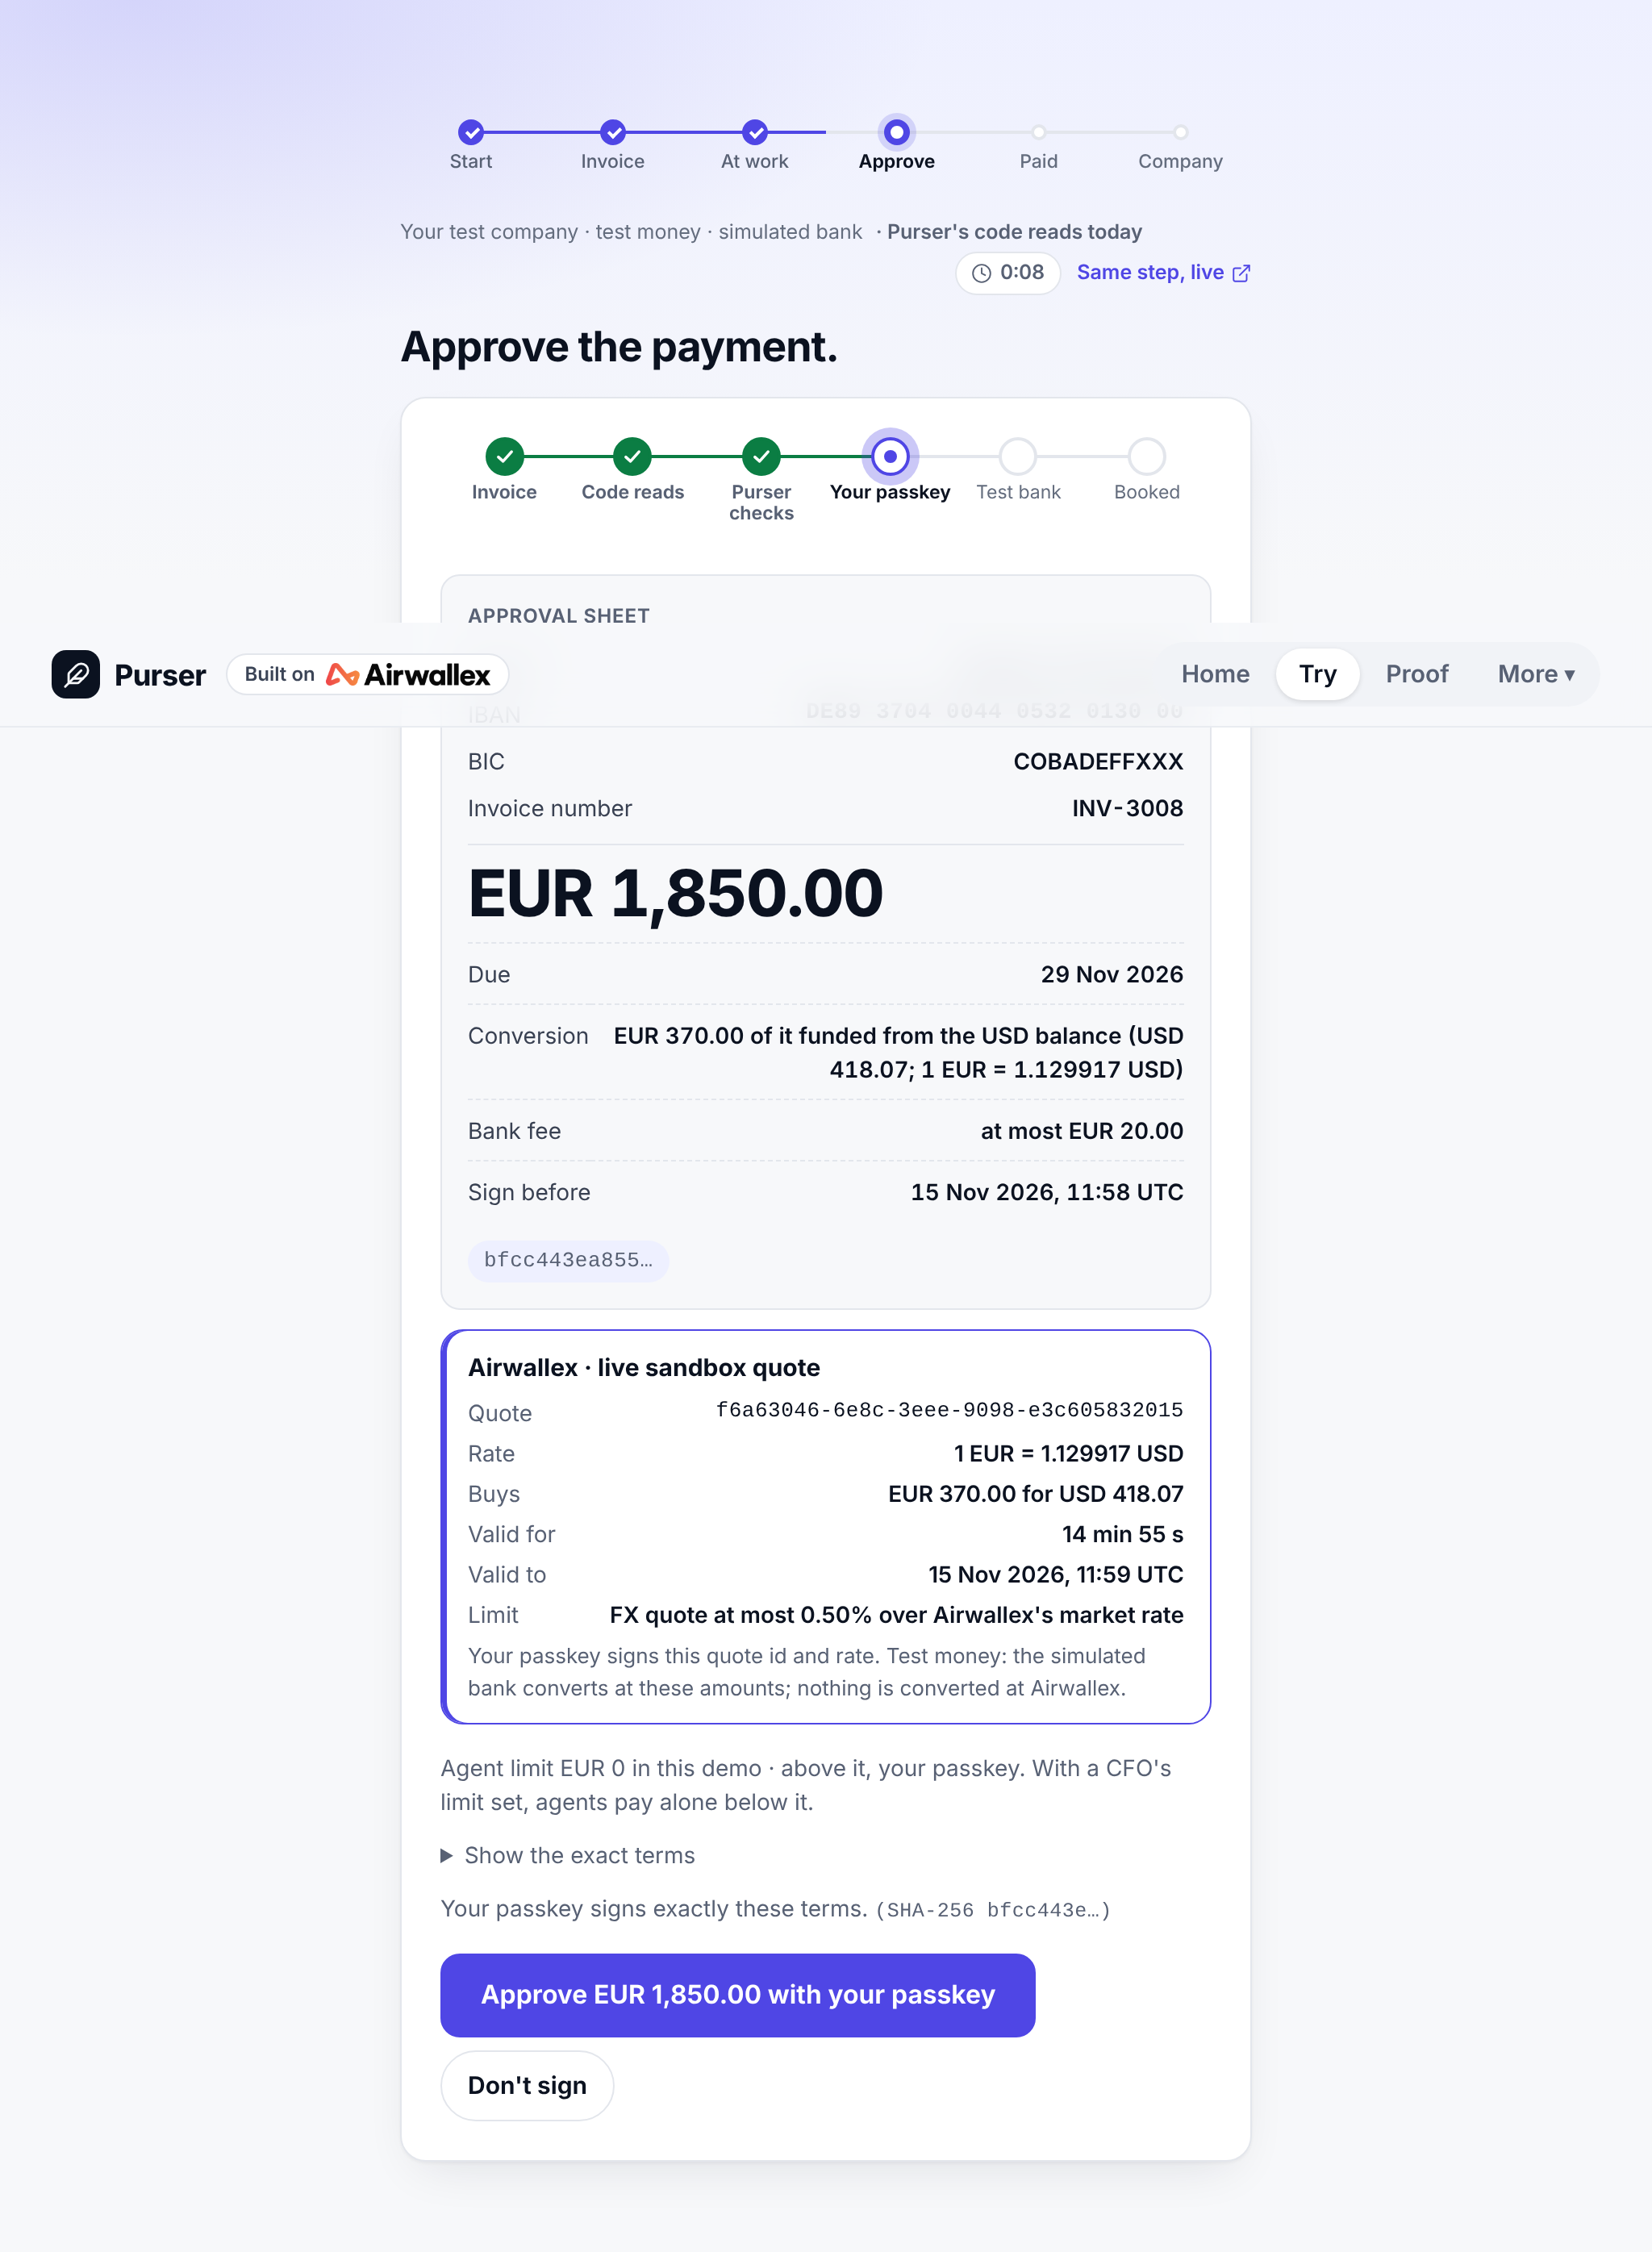 Start
Invoice
At work
Approve
Paid
Company
Your test company · test money · simulated bank · Purser's code reads today
0:08
Same step, live
Approve the payment.
Invoice
Code reads
Purser
checks
Your passkey
Test bank
Booked
APPROVAL SHEET
Purser
Built on Airwallex
Home
Try
Proof
More ▾
IBAN DE89 3704 0044 0532 0130 00
BIC COBADEFFXXX
Invoice number INV-3008
EUR 1,850.00
Due 29 Nov 2026
Conversion EUR 370.00 of it funded from the USD balance (USD
418.07; 1 EUR = 1.129917 USD)
Bank fee at most EUR 20.00
Sign before 15 Nov 2026, 11:58 UTC
bfcc443ea855…
Airwallex · live sandbox quote
Quote f6a63046-6e8c-3eee-9098-e3c605832015
Rate 1 EUR = 1.129917 USD
Buys EUR 370.00 for USD 418.07
Valid for 14 min 55 s
Valid to 15 Nov 2026, 11:59 UTC
Limit FX quote at most 0.50% over Airwallex's market rate
Your passkey signs this quote id and rate. Test money: the simulated
bank converts at these amounts; nothing is converted at Airwallex.
Agent limit EUR 0 in this demo · above it, your passkey. With a CFO's
limit set, agents pay alone below it.
▶ Show the exact terms
Your passkey signs exactly these terms. (SHA-256 bfcc443e…)
Approve EUR 1,850.00 with your passkey
Don't sign